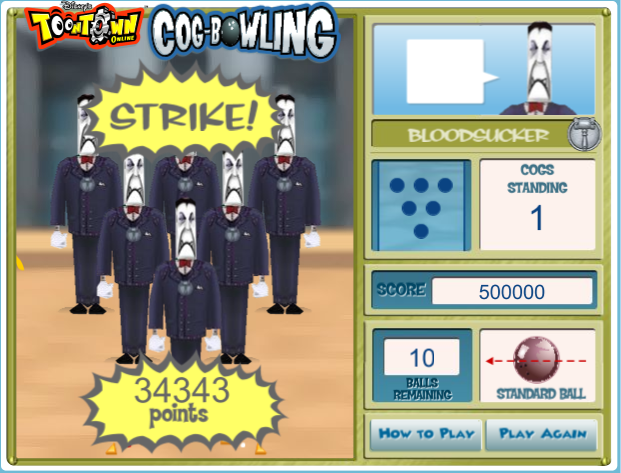 Disney's
TOONTOWN
ONLINE
COG-BOWLING
STRIKE!
BLOODSUCKER
COGS
STANDING
1
SCORE 500000
10
BALLS
REMAINING
STANDARD BALL
34343
points
HOW TO PLAY
PLAY AGAIN